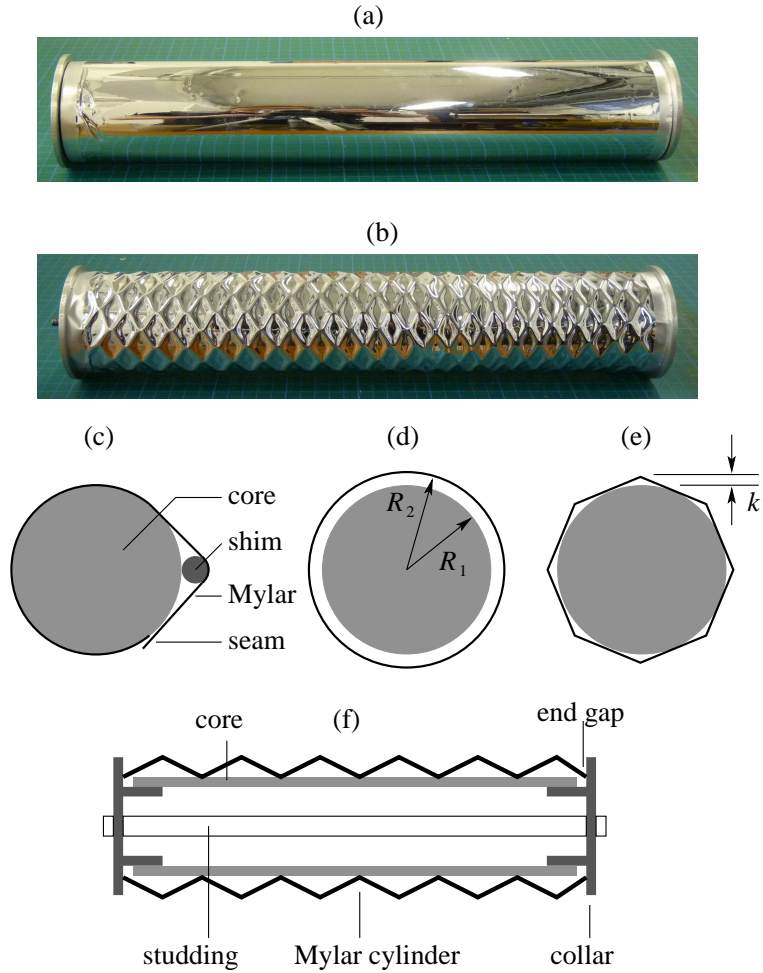 (a)
(b)
(c)
(d)
(e)
core
shim
Mylar
seam
R2
R1
k
core
(f)
end gap
studding
Mylar cylinder
collar